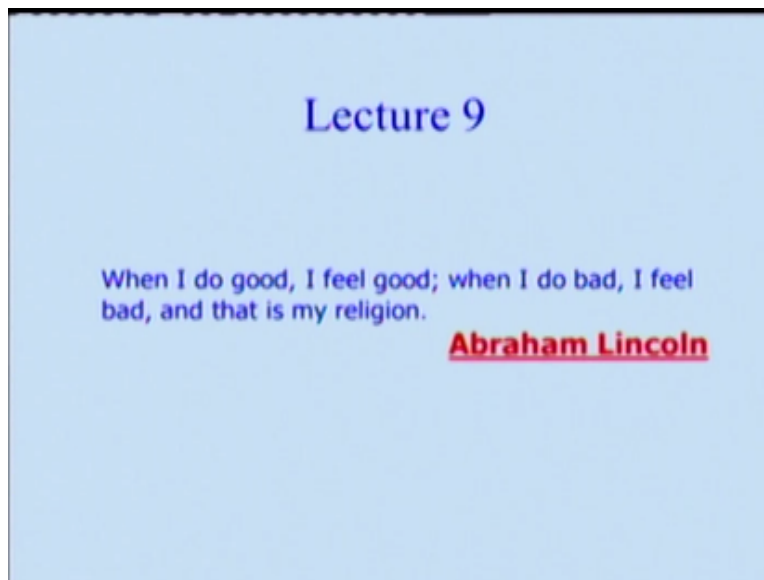 Lecture 9
When I do good, I feel good; when I do bad, I feel
bad, and that is my religion.
Abraham Lincoln